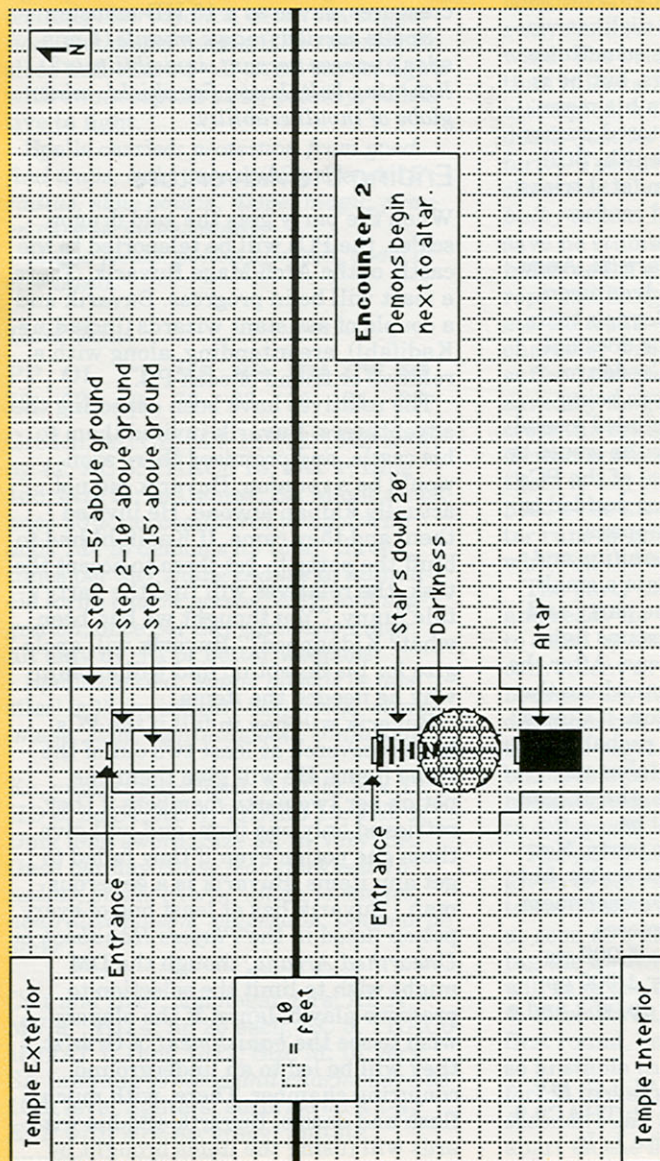 Temple Exterior
N
Step 1-5' above ground
Step 2-10' above ground
Step 3-15' above ground
Entrance
= 10
feet
Encounter 2
Demons begin
next to altar.
Entrance
Stairs down 20'
Darkness
Altar
Temple Interior